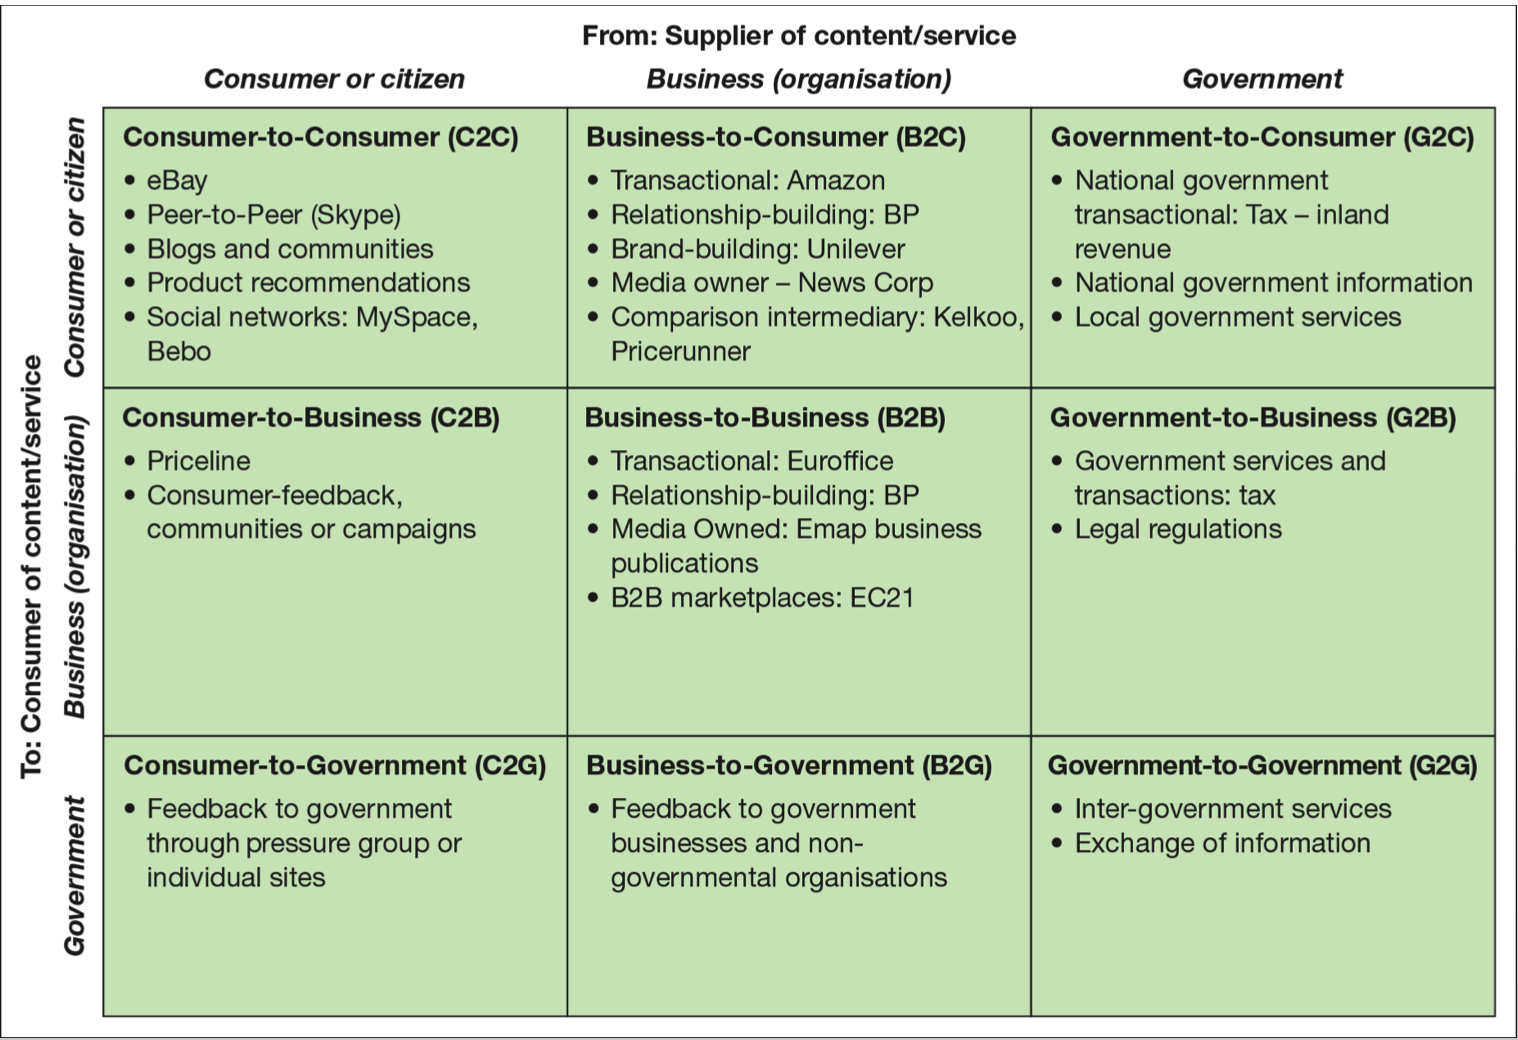 From: Supplier of content/service
Consumer or citizen
Business (organisation)
Government
To: Consumer of content/service
Consumer or citizen
Consumer-to-Consumer (C2C)
• eBay
• Peer-to-Peer (Skype)
• Blogs and communities
• Product recommendations
• Social networks: MySpace,
Bebo
Business-to-Consumer (B2C)
• Transactional: Amazon
• Relationship-building: BP
• Brand-building: Unilever
• Media owner – News Corp
• Comparison intermediary: Kelkoo,
Pricerunner
Government-to-Consumer (G2C)
• National government
transactional: Tax – inland
revenue
• National government information
• Local government services
Business (organisation)
Consumer-to-Business (C2B)
• Priceline
• Consumer-feedback,
communities or campaigns
Business-to-Business (B2B)
• Transactional: Euroffice
• Relationship-building: BP
• Media Owned: Emap business
publications
• B2B marketplaces: EC21
Government-to-Business (G2B)
• Government services and
transactions: tax
• Legal regulations
Government
Consumer-to-Government (C2G)
• Feedback to government
through pressure group or
individual sites
Business-to-Government (B2G)
• Feedback to government
businesses and non-
governmental organisations
Government-to-Government (G2G)
• Inter-government services
• Exchange of information